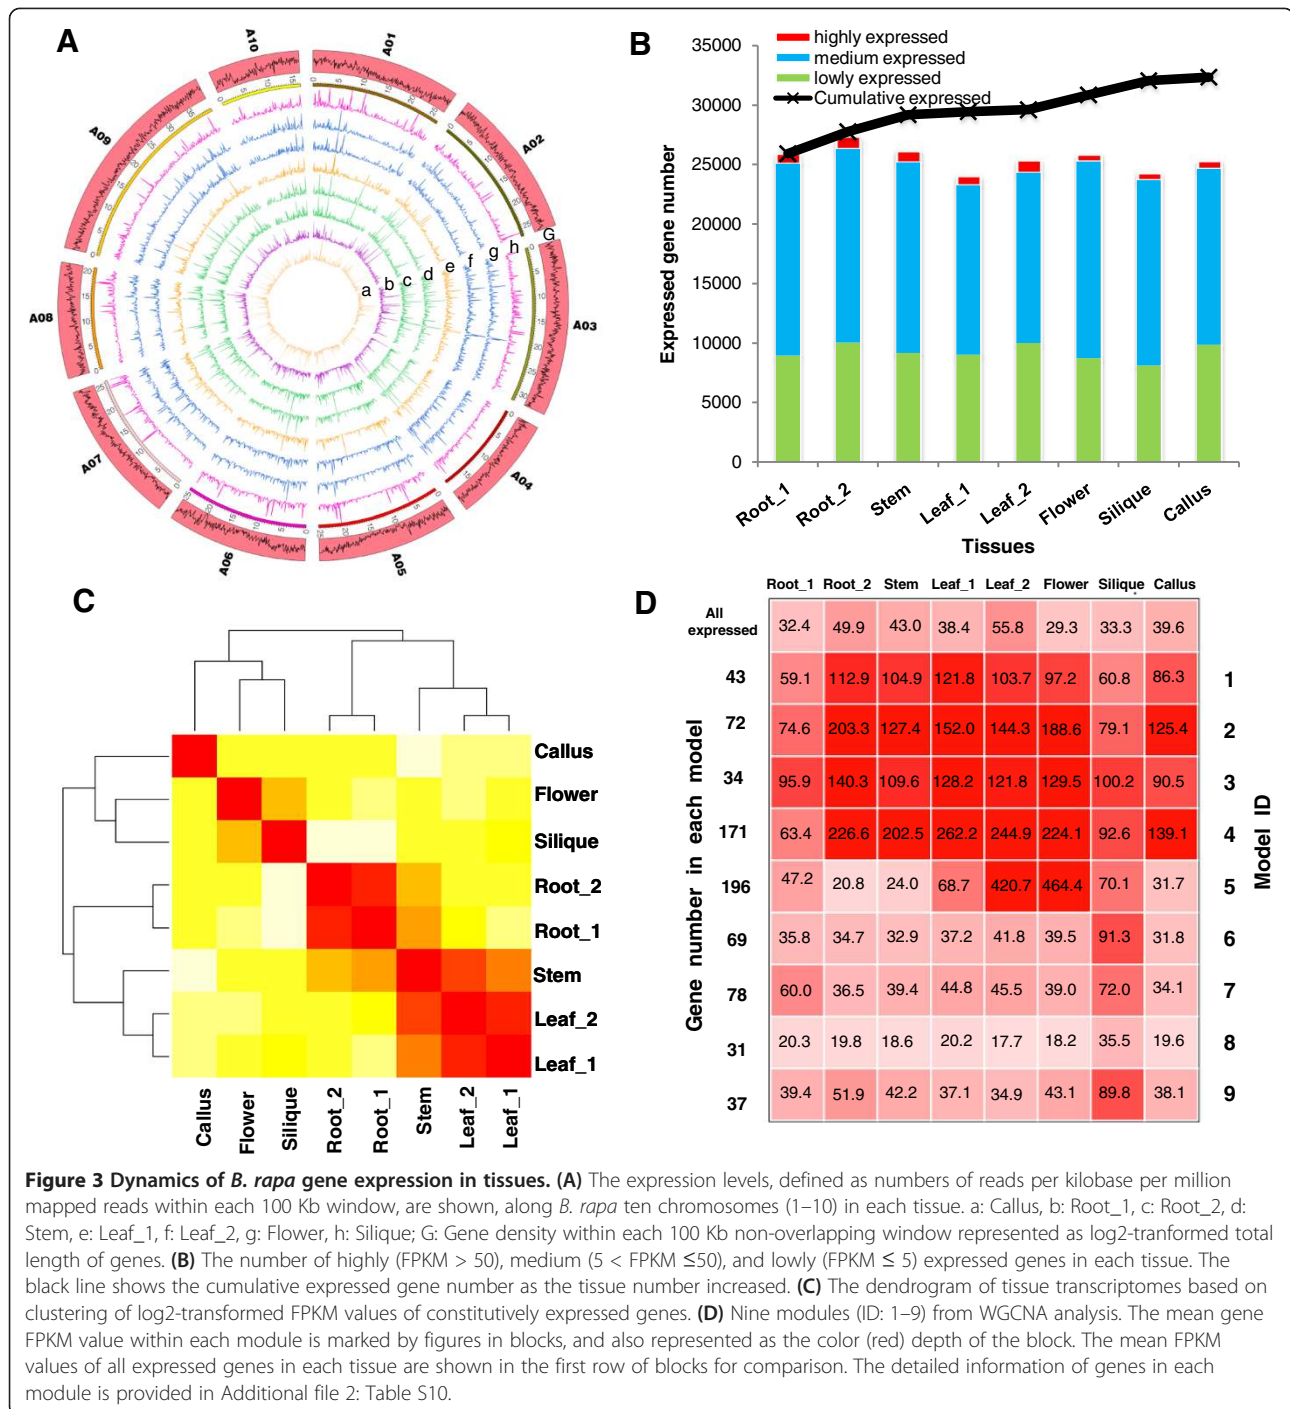 A
A01
A02
A03
A04
A05
A06
A07
A08
A09
A10
a b c d e f g h G
B
highly expressed
medium expressed
lowly expressed
Cumulative expressed
35000
30000
25000
20000
15000
10000
5000
0
Expressed gene number
Root_1 Root_2 Stem Leaf_1 Leaf_2 Flower Silique Callus
Tissues
C
Callus
Flower
Silique
Root_2
Root_1
Stem
Leaf_2
Leaf_1
Callus Flower Silique Root_2 Root_1 Stem Leaf_2 Leaf_1
D
Root_1 Root_2 Stem Leaf_1 Leaf_2 Flower Silique Callus
All
expressed
32.4 49.9 43.0 38.4 55.8 29.3 33.3 39.6
43 59.1 112.9 104.9 121.8 103.7 97.2 60.8 86.3 1
72 74.6 203.3 127.4 152.0 144.3 188.6 79.1 125.4 2
34 95.9 140.3 109.6 128.2 121.8 129.5 100.2 90.5 3
171 63.4 226.6 202.5 262.2 244.9 224.1 92.6 139.1 4
196 47.2 20.8 24.0 68.7 420.7 464.4 70.1 31.7 5
69 35.8 34.7 32.9 37.2 41.8 39.5 91.3 31.8 6
78 60.0 36.5 39.4 44.8 45.5 39.0 72.0 34.1 7
31 20.3 19.8 18.6 20.2 17.7 18.2 35.5 19.6 8
37 39.4 51.9 42.2 37.1 34.9 43.1 89.8 38.1 9
Gene number in each model
Model ID
Figure 3 Dynamics of B. rapa gene expression in tissues. (A) The expression levels, defined as numbers of reads per kilobase per million
mapped reads within each 100 Kb window, are shown, along B. rapa ten chromosomes (1–10) in each tissue. a: Callus, b: Root_1, c: Root_2, d:
Stem, e: Leaf_1, f: Leaf_2, g: Flower, h: Silique; G: Gene density within each 100 Kb non-overlapping window represented as log2-tranformed total
length of genes. (B) The number of highly (FPKM > 50), medium (5 < FPKM ≤50), and lowly (FPKM ≤ 5) expressed genes in each tissue. The
black line shows the cumulative expressed gene number as the tissue number increased. (C) The dendrogram of tissue transcriptomes based on
clustering of log2-transformed FPKM values of constitutively expressed genes. (D) Nine modules (ID: 1–9) from WGCNA analysis. The mean gene
FPKM value within each module is marked by figures in blocks, and also represented as the color (red) depth of the block. The mean FPKM
values of all expressed genes in each tissue are shown in the first row of blocks for comparison. The detailed information of genes in each
module is provided in Additional file 2: Table S10.